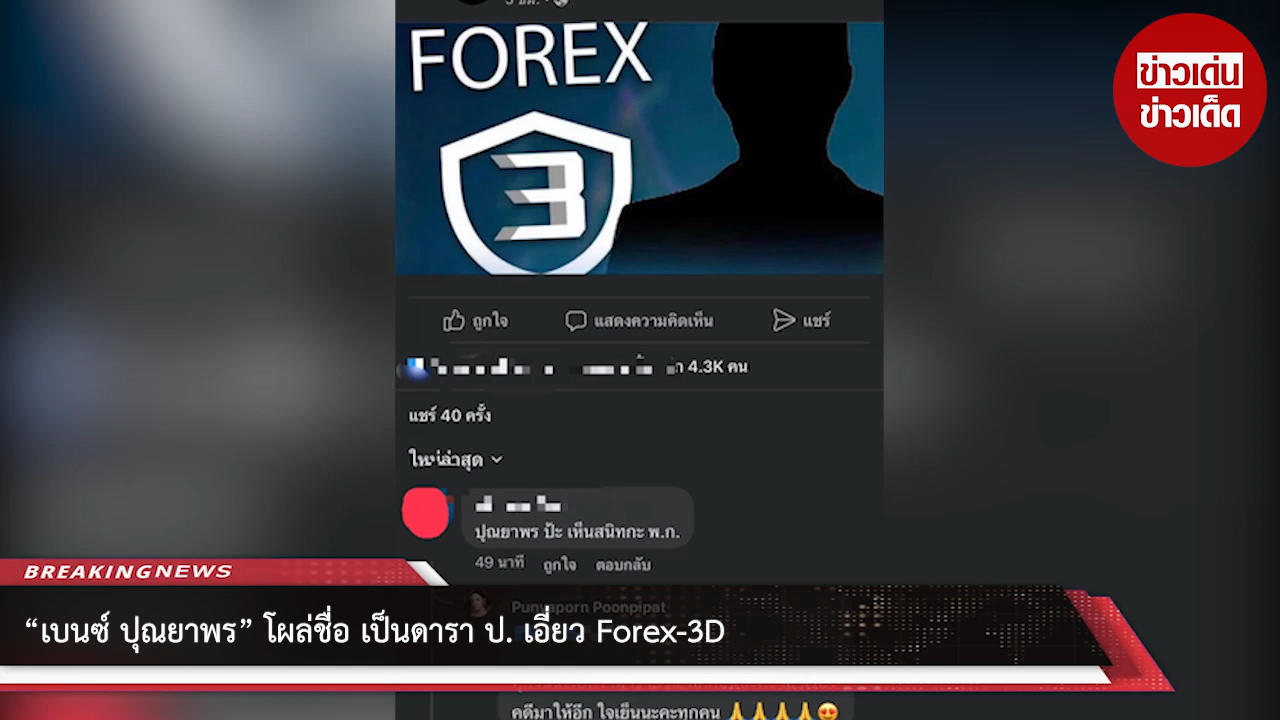 FOREX
3
ข่าวเด่น
ข่าวเด็ด
ถูกใจ แสดงความคิดเห็น แชร์
4.3K คน
แชร์ 40 ครั้ง
ใหม่ล่าสุด
ปุณยาพร ป้ะ เห็นสนิทกะ พ.ก.
49 นาที ถูกใจ ตอบกลับ
BREAKING NEWS
Punyaporn Poonpipat
“เบนซ์ ปุณยาพร” โผล่ชื่อ เป็นดารา ป. เอี่ยว Forex-3D
คดีมาให้อีก ใจเย็นนะคะทุกคน 🙏🙏🙏🙏😍